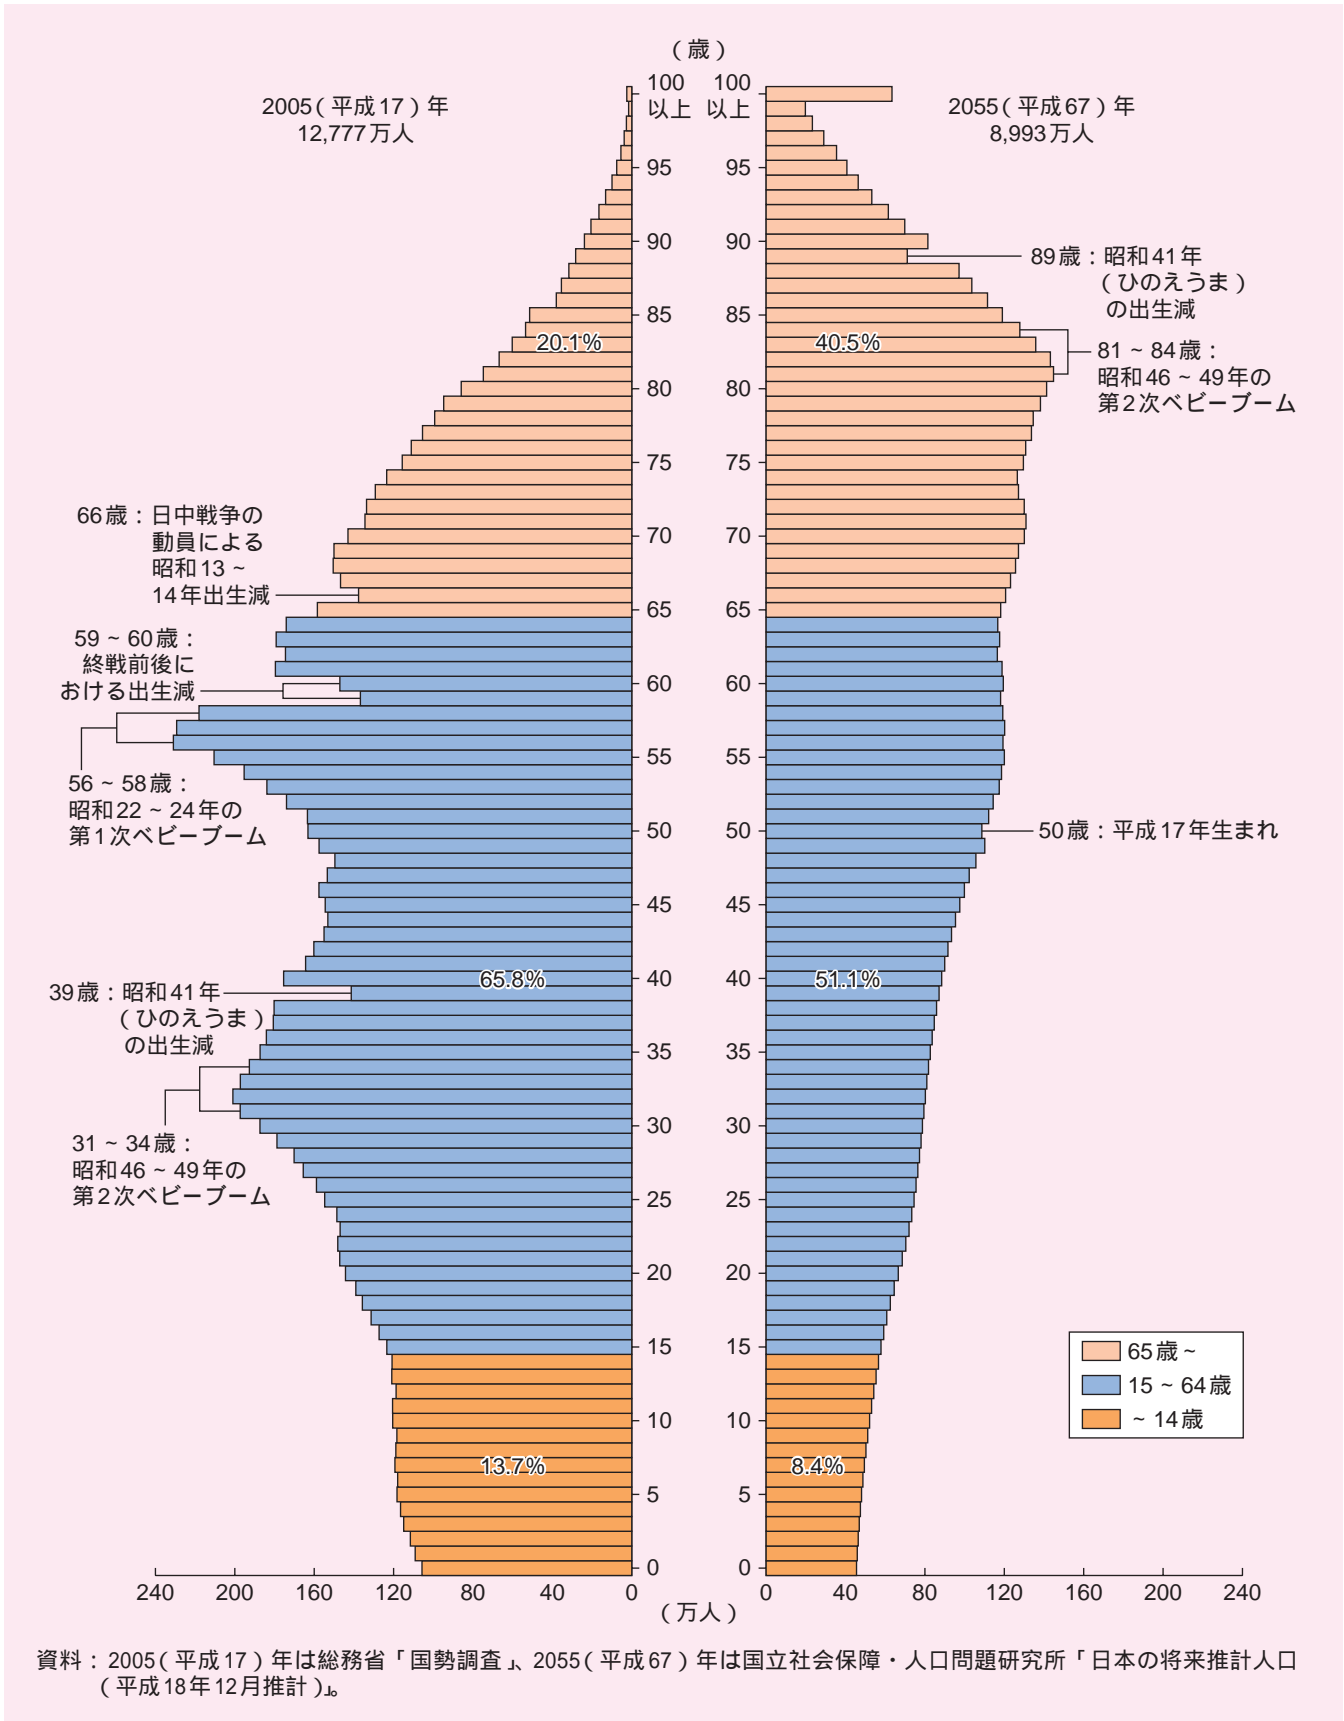 （歳）
2005（平成17）年
12,777万人
100
以上
95
90
85
80
75
70
65
60
55
50
45
40
35
30
25
20
15
10
5
0
20.1%
65.8%
13.7%
66歳：日中戦争の
動員による
昭和13～
14年出生減
59～60歳：
終戦前後に
おける出生減
56～58歳：
昭和22～24年の
第1次ベビーブーム
39歳：昭和41年
（ひのえうま）
の出生減
31～34歳：
昭和46～49年の
第2次ベビーブーム
240 200 160 120 80 40 0
2055（平成67）年
8,993万人
100
以上
95
90
85
80
75
70
65
60
55
50
45
40
35
30
25
20
15
10
5
0
40.5%
51.1%
8.4%
89歳：昭和41年
（ひのえうま）
の出生減
81～84歳：
昭和46～49年の
第2次ベビーブーム
50歳：平成17年生まれ
65歳～
15～64歳
～14歳
0 40 80 120 160 200 240
（万人）
資料：2005（平成17）年は総務省「国勢調査」、2055（平成67）年は国立社会保障・人口問題研究所「日本の将来推計人口
（平成18年12月推計）」。